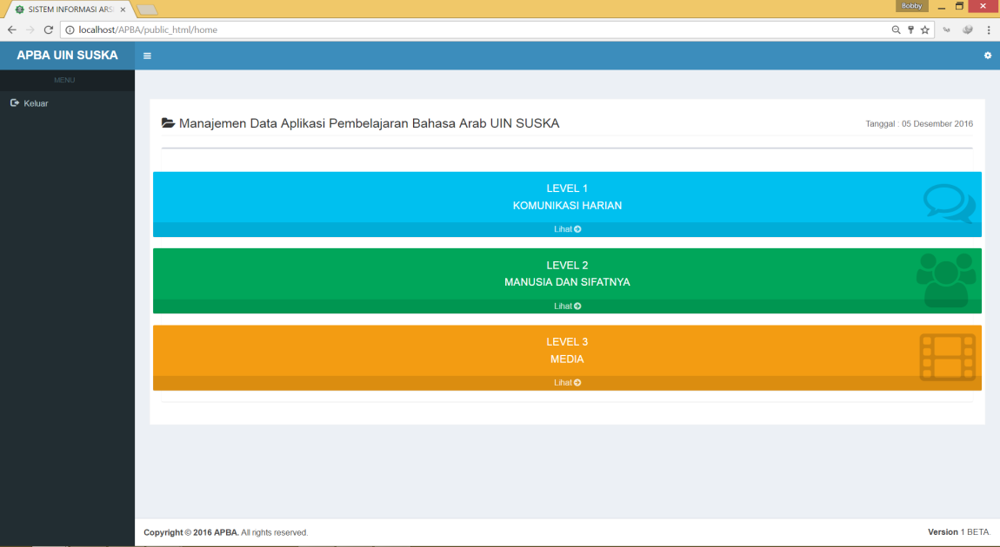 SISTEM INFORMASI ARS
Bobby
localhost/APBA/public_html/home
APBA UIN SUSKA
MENU
Keluar
Manajemen Data Aplikasi Pembelajaran Bahasa Arab UIN SUSKA
Tanggal : 05 Desember 2016
LEVEL 1
KOMUNIKASI HARIAN
Lihat
LEVEL 2
MANUSIA DAN SIFATNYA
Lihat
LEVEL 3
MEDIA
Lihat
Copyright © 2016 APBA. All rights reserved.
Version 1 BETA.